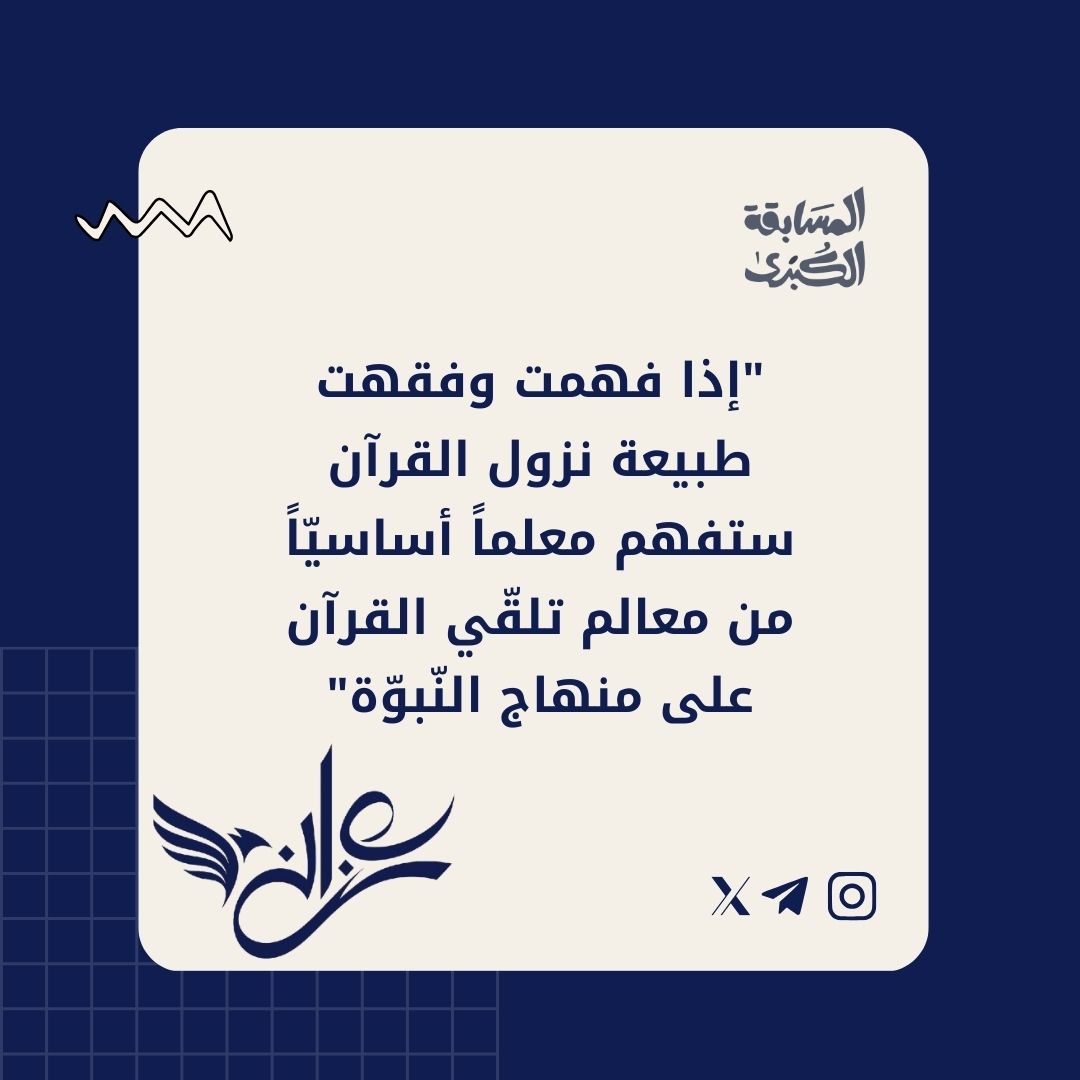 المسابقة
الكبرى
"إذا فهمت وفقهت
طبيعة نزول القرآن
ستفهم معلماً أساسيّاً
من معالم تلقّي القرآن
على منهاج النّبوّة"